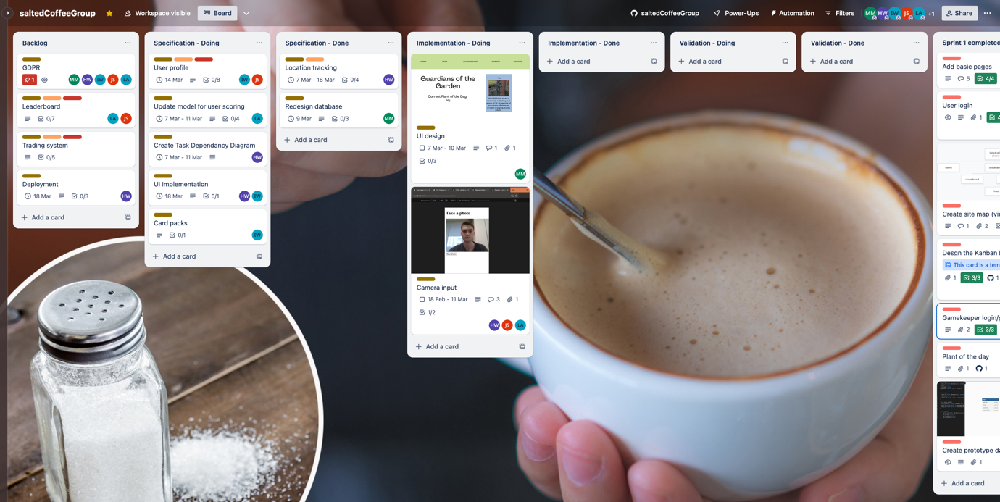 saltedCoffeeGroup
Workspace visible
Board
saltedCoffeeGroup
Power-Ups
Automation
Filters
MM HW IW JS LA +1
Share
Backlog
GDPR
1
MM HW IW JS LA
Leaderboard
0/7
LA JS
Trading system
0/5
Deployment
18 Mar 0/3
HW
Add a card
Specification - Doing
User profile
14 Mar 0/8
IW JS
Update model for user scoring
7 Mar - 11 Mar 0/4
LA
Create Task Dependancy Diagram
7 Mar - 11 Mar
HW
UI Implementation
18 Mar 0/1
HW IW
Card packs
0/1
IW
Add a card
Specification - Done
Location tracking
7 Mar - 18 Mar 0/4
HW
Redesign database
9 Mar 0/3
MM
Add a card
Implementation - Doing
Guardians of the
Garden
Current Plant of the Day:
Ivy
UI design
7 Mar - 10 Mar 1 1
0/3
MM
Take a photo
Camera input
18 Feb - 11 Mar 3 1
1/2
HW JS LA
Add a card
Implementation - Done
Add a card
Validation - Doing
Add a card
Validation - Done
Add a card
Sprint 1 completed
Add basic pages
5 4/4
User login
1
Admin
Leaderboard
Create site map
1 2
Desgn the Kanban
This card is a
1 3/3 1
Gamekeeper
2 3/3
Plant of the day
1 1
Create prototype
1
Add a card